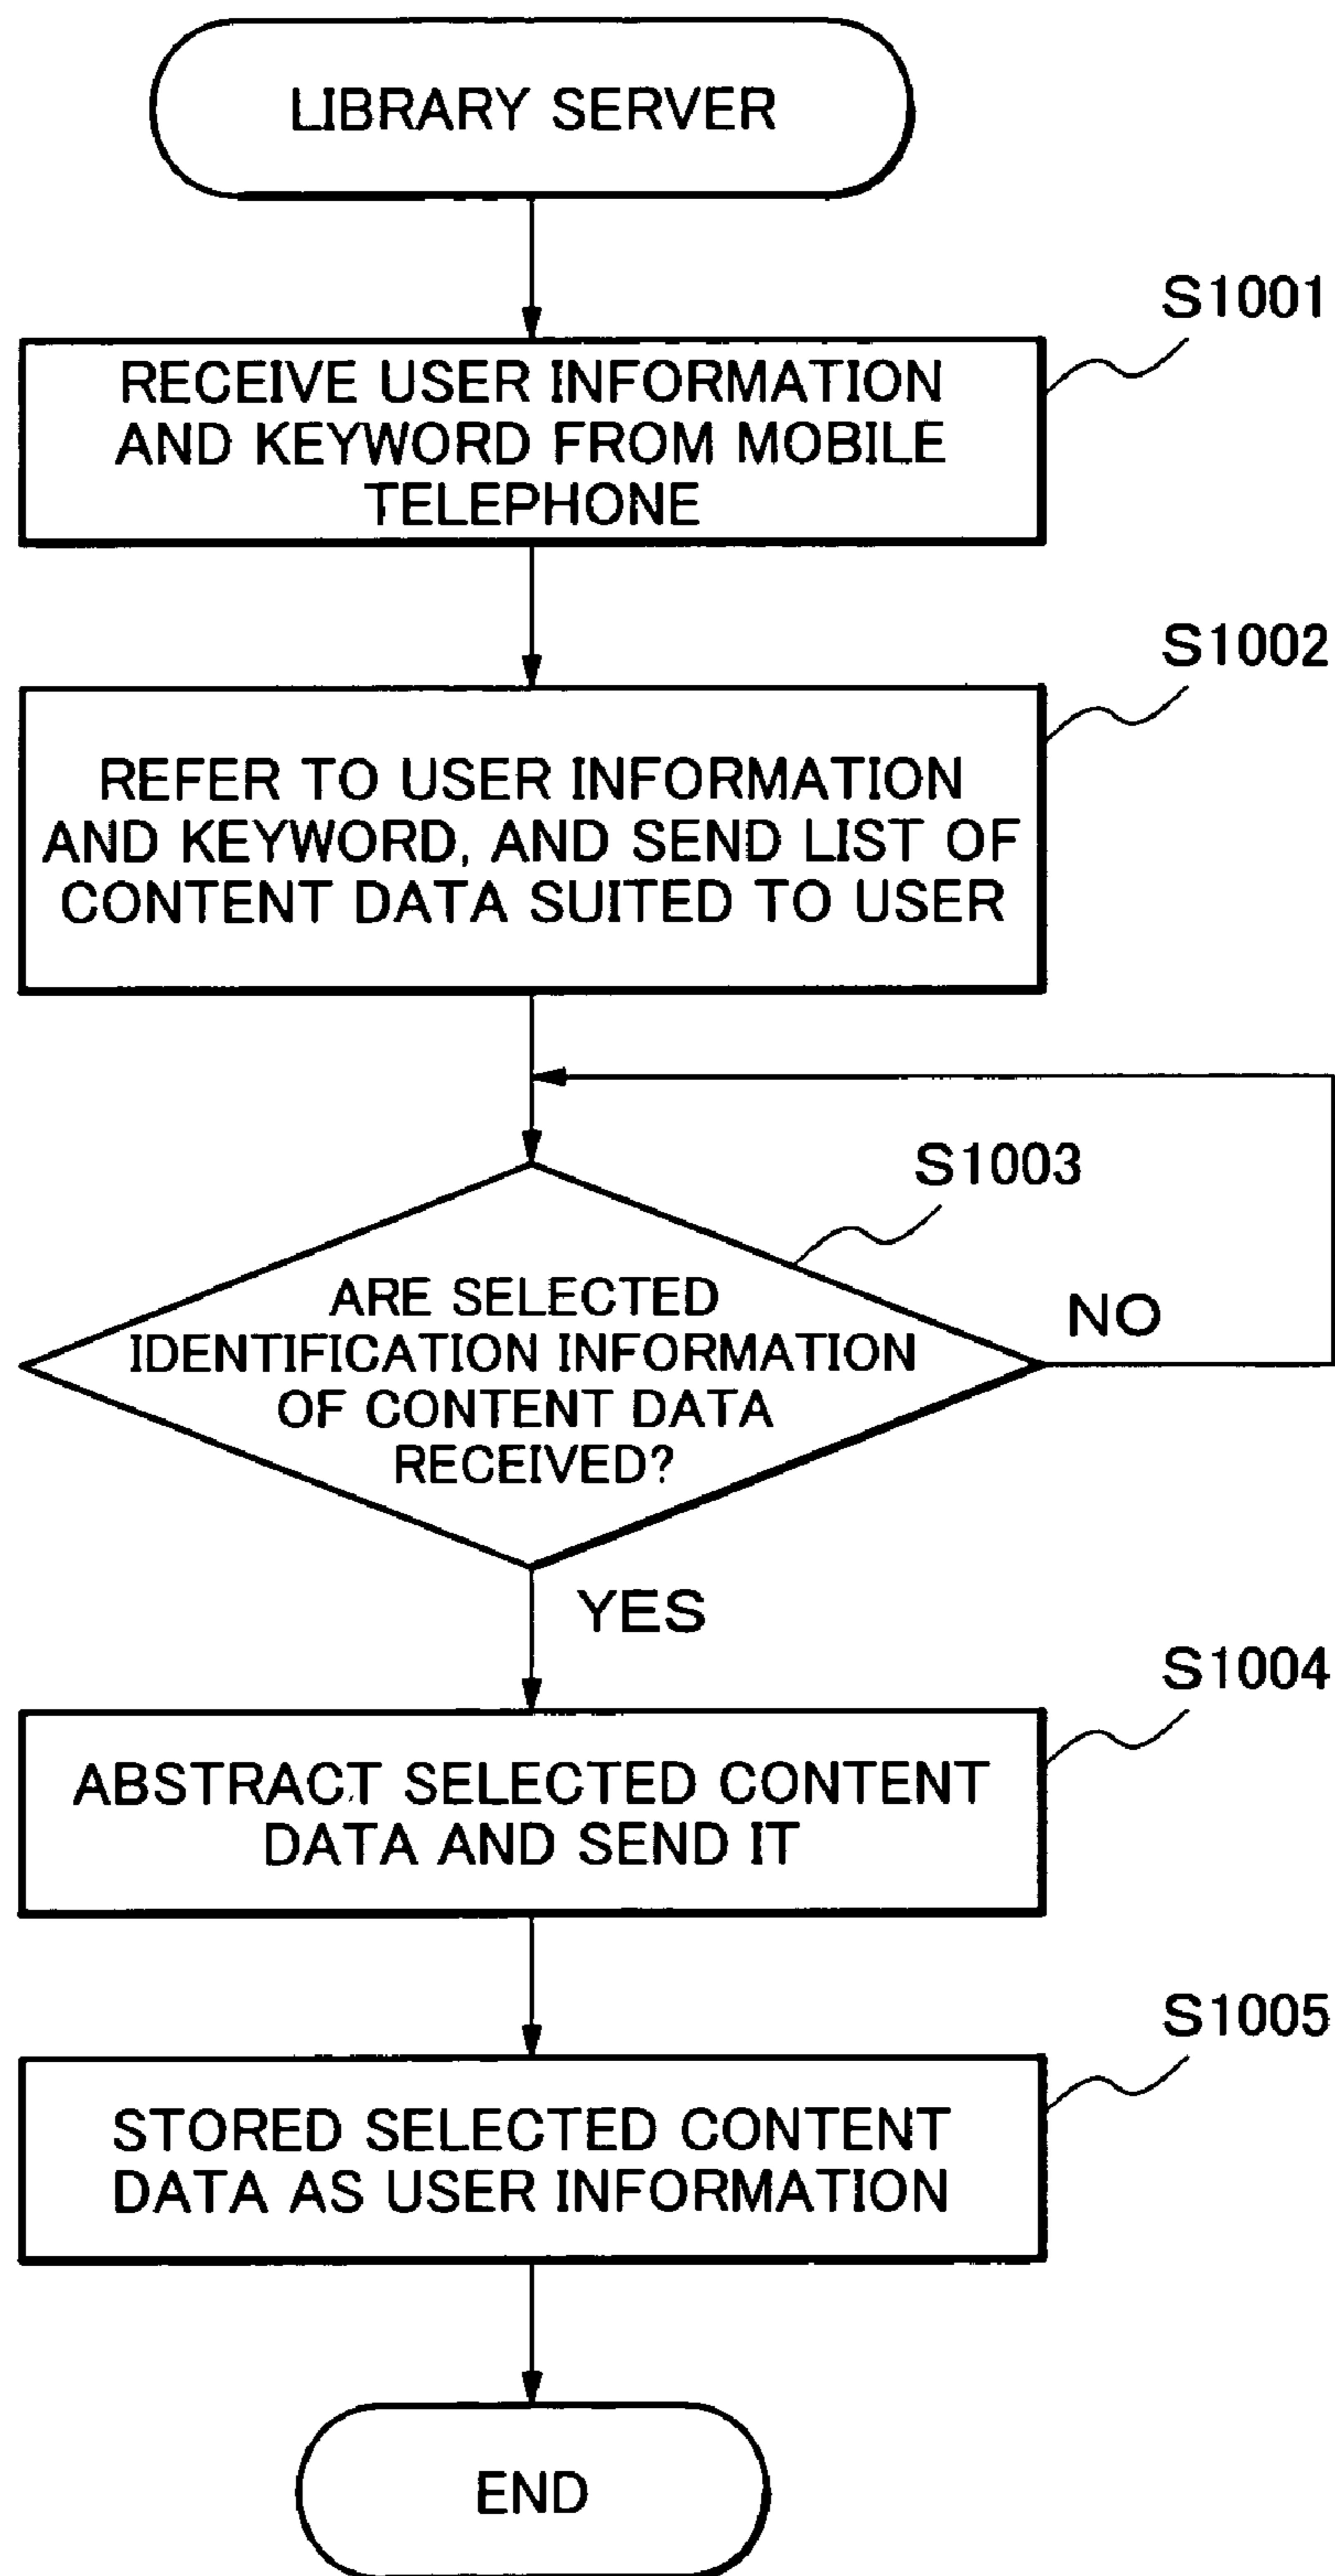 LIBRARY SERVER
S1001
RECEIVE USER INFORMATION
AND KEYWORD FROM MOBILE
TELEPHONE
S1002
REFER TO USER INFORMATION
AND KEYWORD, AND SEND LIST OF
CONTENT DATA SUITED TO USER
S1003
ARE SELECTED
IDENTIFICATION INFORMATION
OF CONTENT DATA
RECEIVED?
NO
YES
S1004
ABSTRACT SELECTED CONTENT
DATA AND SEND IT
S1005
STORED SELECTED CONTENT
DATA AS USER INFORMATION
END